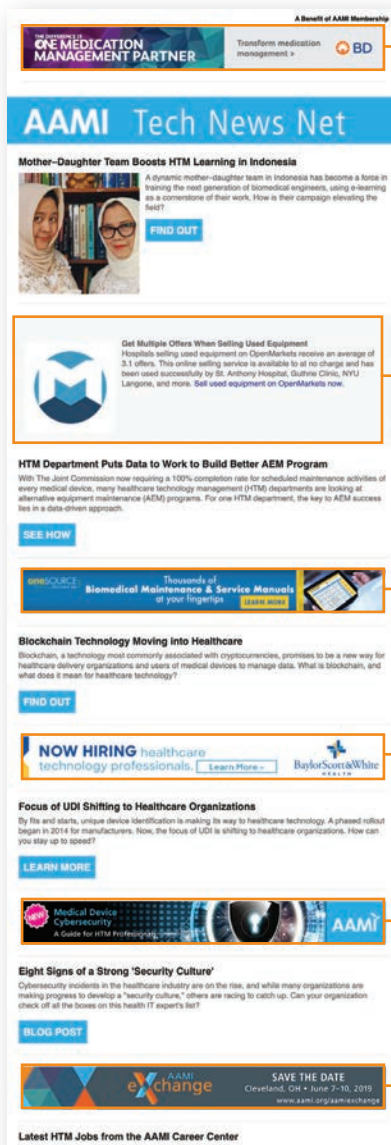 A Benefit of AAMI Membership
THE DIFFERENCE IS
ONE MEDICATION
MANAGEMENT PARTNER
Transform medication
management >
BD
AAMI Tech News Net
Mother–Daughter Team Boosts HTM Learning in Indonesia
A dynamic mother–daughter team in Indonesia has become a force in
training the next generation of biomedical engineers, using e-learning
as a cornerstone of their work. How is their campaign elevating the
field?
FIND OUT
Get Multiple Offers When Selling Used Equipment
Hospitals selling used equipment on OpenMarkets receive an average of
3.1 offers. This online selling service is available to at no charge and has
been used successfully by St. Anthony Hospital, Guthrie Clinic, NYU
Langone, and more. Sell used equipment on OpenMarkets now.
HTM Department Puts Data to Work to Build Better AEM Program
With The Joint Commission now requiring a 100% completion rate for scheduled maintenance activities of
every medical device, many healthcare technology management (HTM) departments are looking at
alternative equipment maintenance (AEM) programs. For one HTM department, the key to AEM success
lies in a data-driven approach.
SEE HOW
oneSOURCE
Thousands of
Biomedical Maintenance & Service Manuals
at your fingertips
LEARN MORE
Blockchain Technology Moving into Healthcare
Blockchain, a technology most commonly associated with cryptocurrencies, promises to be a new way for
healthcare delivery organizations and users of medical devices to manage data. What is blockchain, and
what does it mean for healthcare technology?
FIND OUT
NOW HIRING healthcare
technology professionals.
Learn More
BaylorScott&White
HEALTH
Focus of UDI Shifting to Healthcare Organizations
By fits and starts, unique device identification is making its way to healthcare technology. A phased rollout
began in 2014 for manufacturers. Now, the focus of UDI is shifting to healthcare organizations. How can
you stay up to speed?
LEARN MORE
NEW
Medical Device
Cybersecurity
A Guide for HTM Professionals
AAMI
Eight Signs of a Strong 'Security Culture'
Cybersecurity incidents in the healthcare industry are on the rise, and while many organizations are
making progress to develop a "security culture," others are racing to catch up. Can your organization
check off all the boxes on this health IT expert's list?
BLOG POST
AAMI
eXchange
SAVE THE DATE
Cleveland, OH • June 7–10, 2019
www.aami.org/aamiexchange
Latest HTM Jobs from the AAMI Career Center